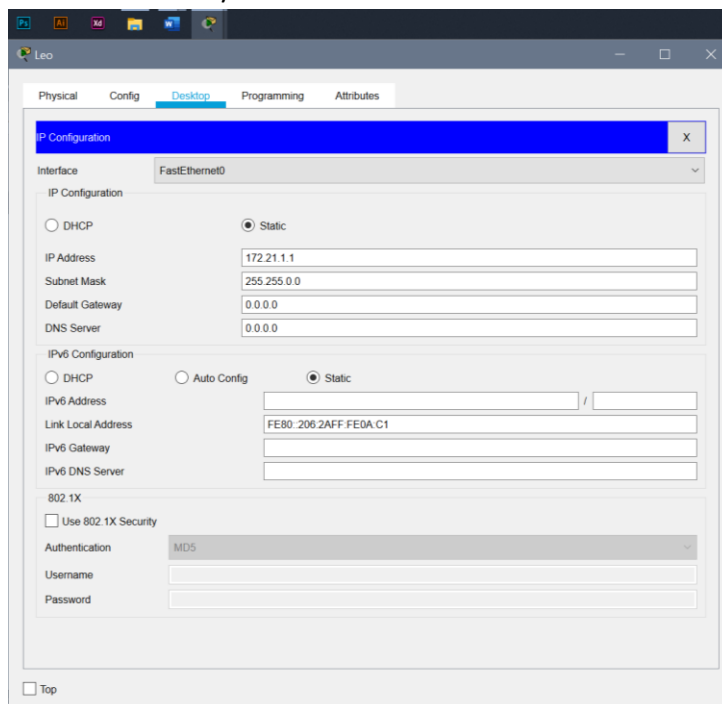 Ps Ai Xd W
Leo
Physical Config Desktop Programming Attributes
IP Configuration X
Interface FastEthernet0
IP Configuration
DHCP Static
IP Address 172.21.1.1
Subnet Mask 255.255.0.0
Default Gateway 0.0.0.0
DNS Server 0.0.0.0
IPv6 Configuration
DHCP Auto Config Static
IPv6 Address /
Link Local Address FE80::206:2AFF:FE0A:C1
IPv6 Gateway
IPv6 DNS Server
802.1X
Use 802.1X Security
Authentication MD5
Username
Password
Top